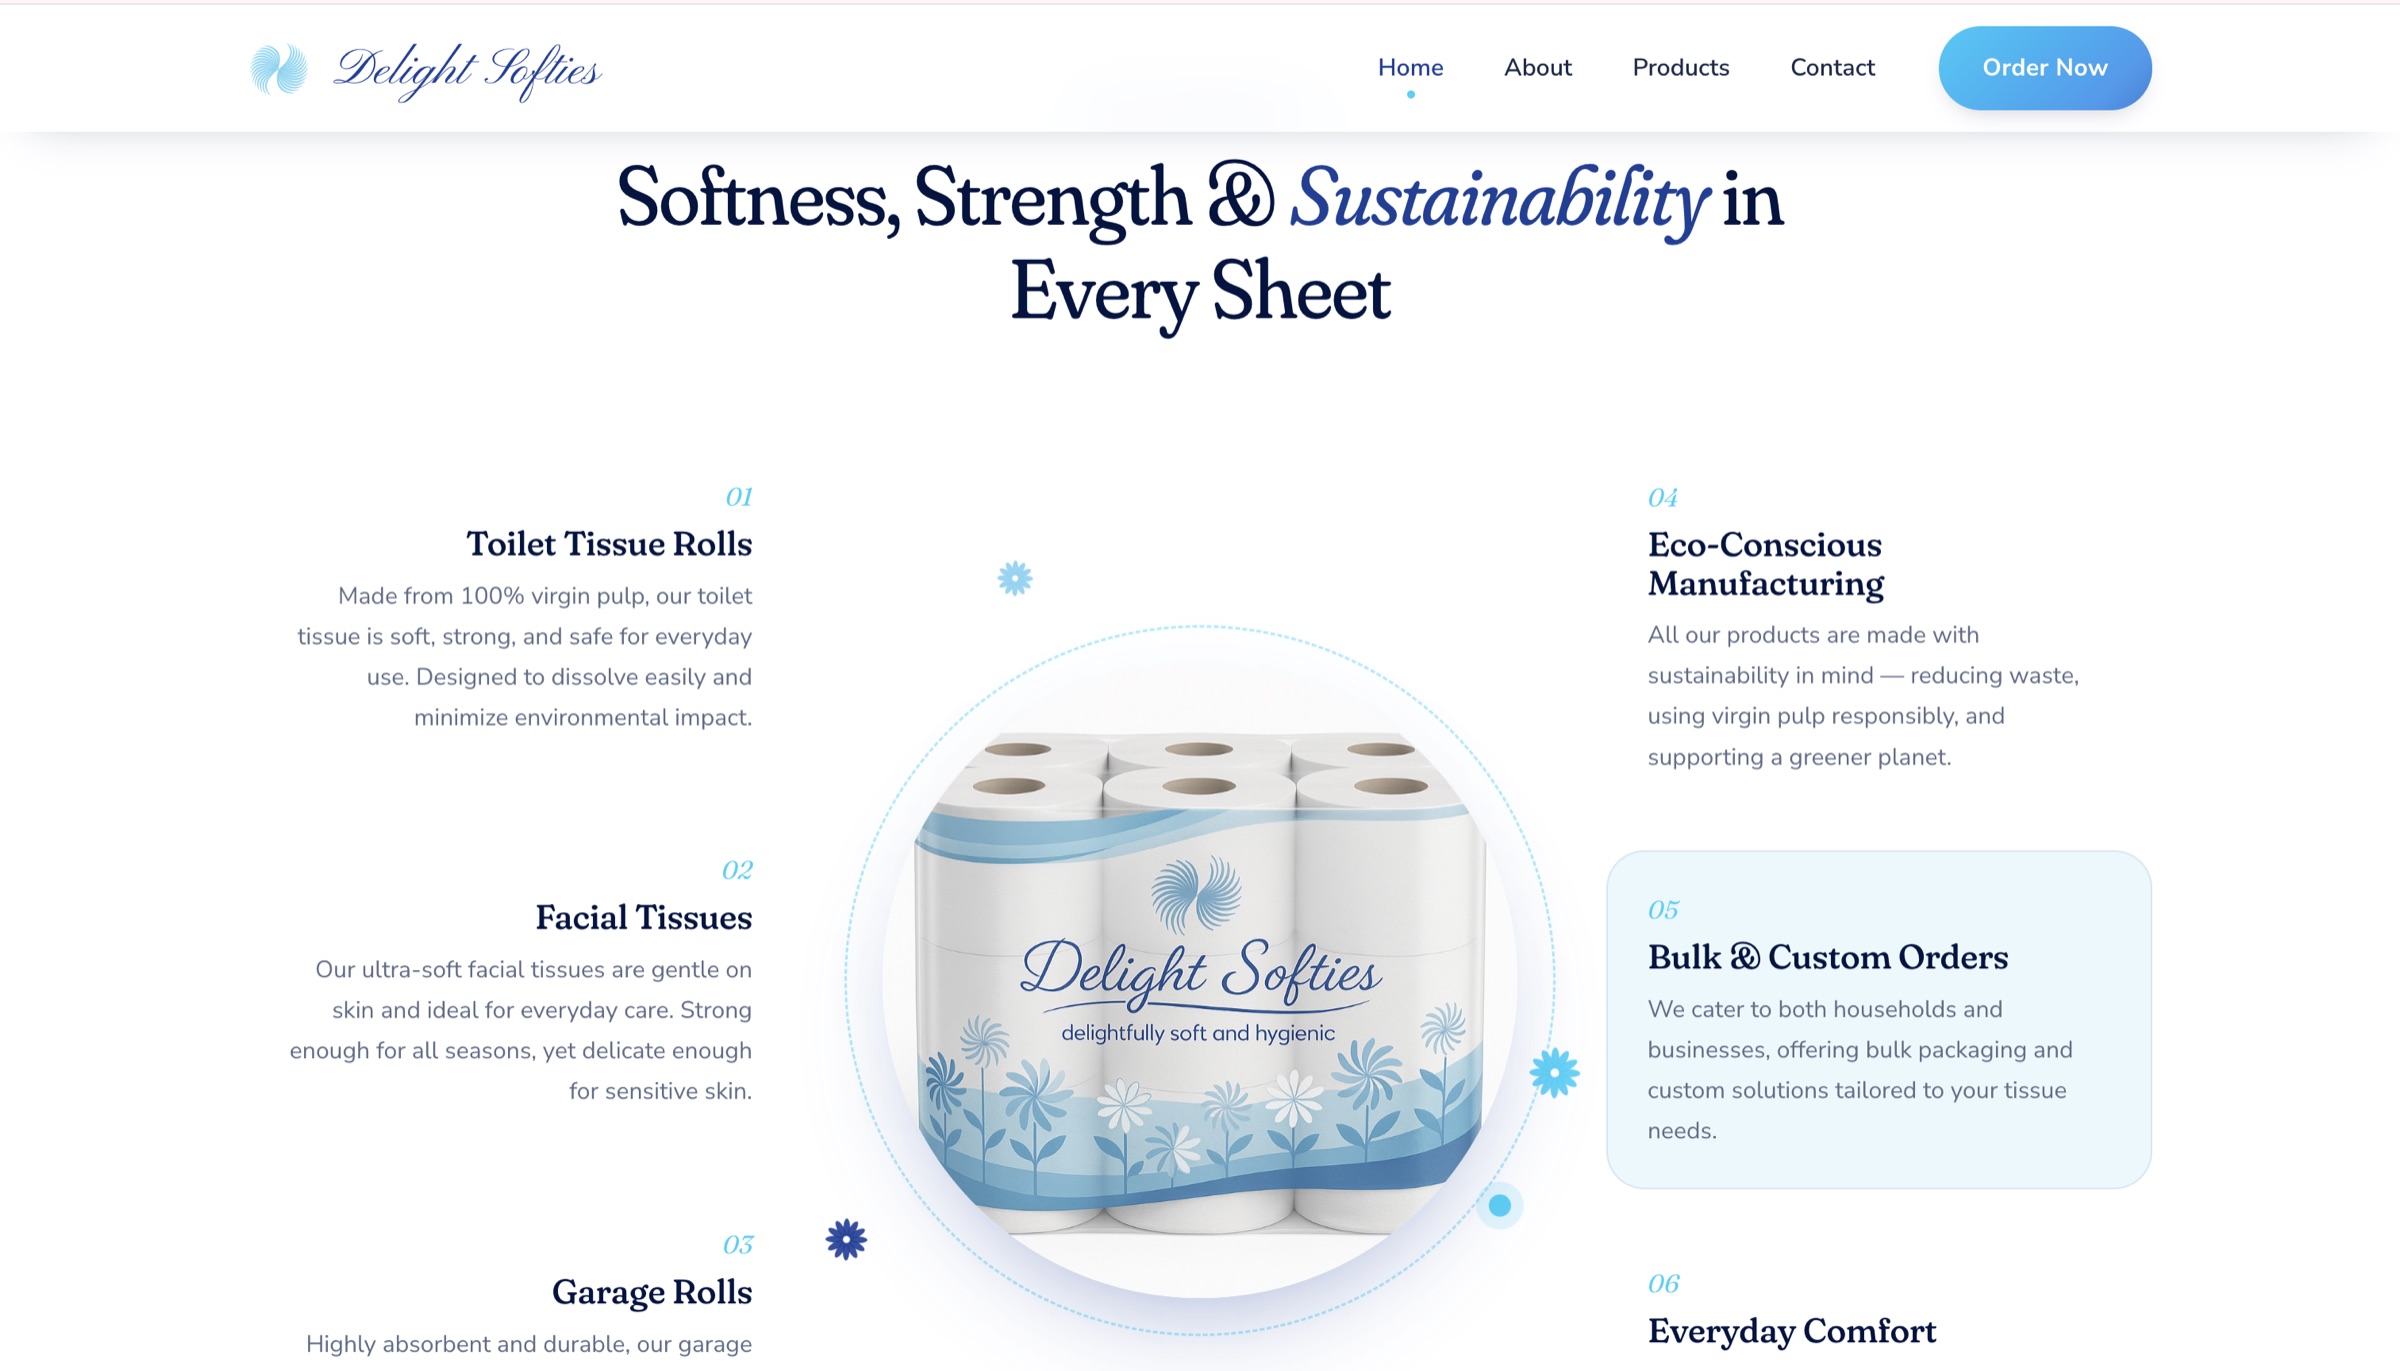 Delight Softies
Home
About
Products
Contact
Order Now
Softness, Strength & Sustainability in
Every Sheet
01
Toilet Tissue Rolls
Made from 100% virgin pulp, our toilet
tissue is soft, strong, and safe for everyday
use. Designed to dissolve easily and
minimize environmental impact.
02
Facial Tissues
Our ultra-soft facial tissues are gentle on
skin and ideal for everyday care. Strong
enough for all seasons, yet delicate enough
for sensitive skin.
03
Garage Rolls
Highly absorbent and durable, our garage
Delight Softies
delightfully soft and hygienic
04
Eco-Conscious
Manufacturing
All our products are made with
sustainability in mind — reducing waste,
using virgin pulp responsibly, and
supporting a greener planet.
05
Bulk & Custom Orders
We cater to both households and
businesses, offering bulk packaging and
custom solutions tailored to your tissue
needs.
06
Everyday Comfort